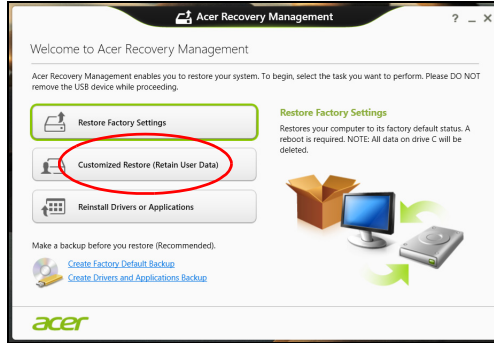 Acer Recovery Management
? _ X
Welcome to Acer Recovery Management
Acer Recovery Management enables you to restore your system. To begin, select the task you want to perform. Please DO NOT
remove the USB device while proceeding.
Restore Factory Settings
Customized Restore (Retain User Data)
Reinstall Drivers or Applications
Restore Factory Settings
Restores your computer to its factory default status. A
reboot is required. NOTE: All data on drive C will be
deleted.
Make a backup before you restore (Recommended).
Create Factory Default Backup
Create Drivers and Applications Backup
acer